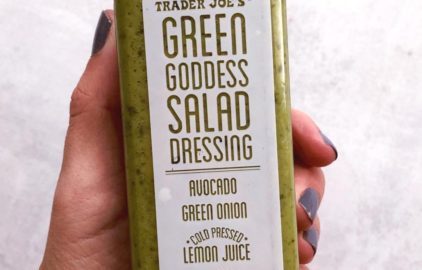 TRADER JOE'S
GREEN
GODDESS
SALAD
DRESSING
AVOCADO
GREEN ONION
COLD PRESSED
LEMON JUICE